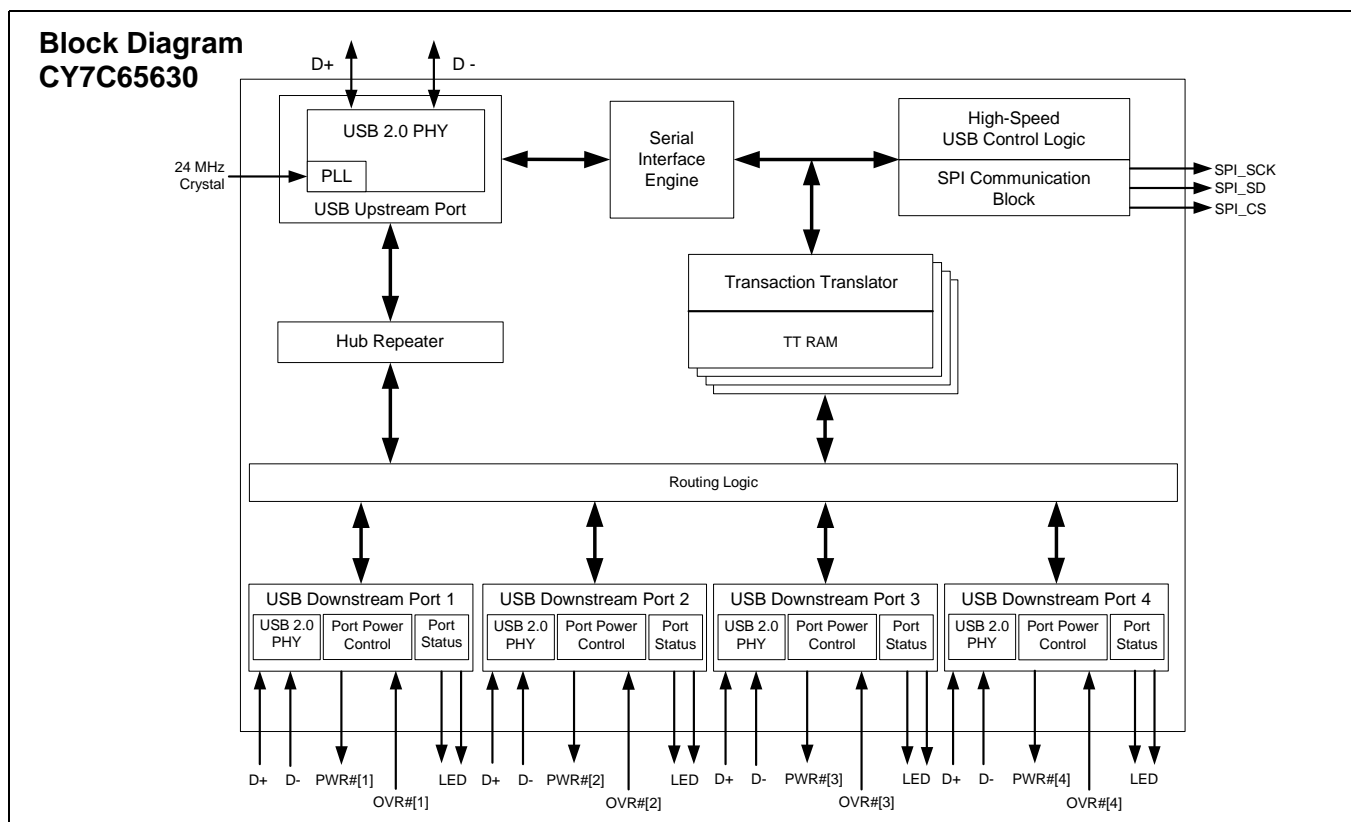 Block Diagram
CY7C65630
D+
D -
USB 2.0 PHY
PLL
24 MHz
Crystal
USB Upstream Port
Serial
Interface
Engine
High-Speed
USB Control Logic
SPI Communication
Block
SPI_SCK
SPI_SD
SPI_CS
Transaction Translator
TT RAM
Hub Repeater
Routing Logic
USB Downstream Port 1
USB 2.0
PHY
Port Power
Control
Port
Status
USB Downstream Port 2
USB 2.0
PHY
Port Power
Control
Port
Status
USB Downstream Port 3
USB 2.0
PHY
Port Power
Control
Port
Status
USB Downstream Port 4
USB 2.0
PHY
Port Power
Control
Port
Status
D+
D-
PWR#[1]
OVR#[1]
LED
D+
D-
PWR#[2]
OVR#[2]
LED
D+
D-
PWR#[3]
OVR#[3]
LED
D+
D-
PWR#[4]
OVR#[4]
LED